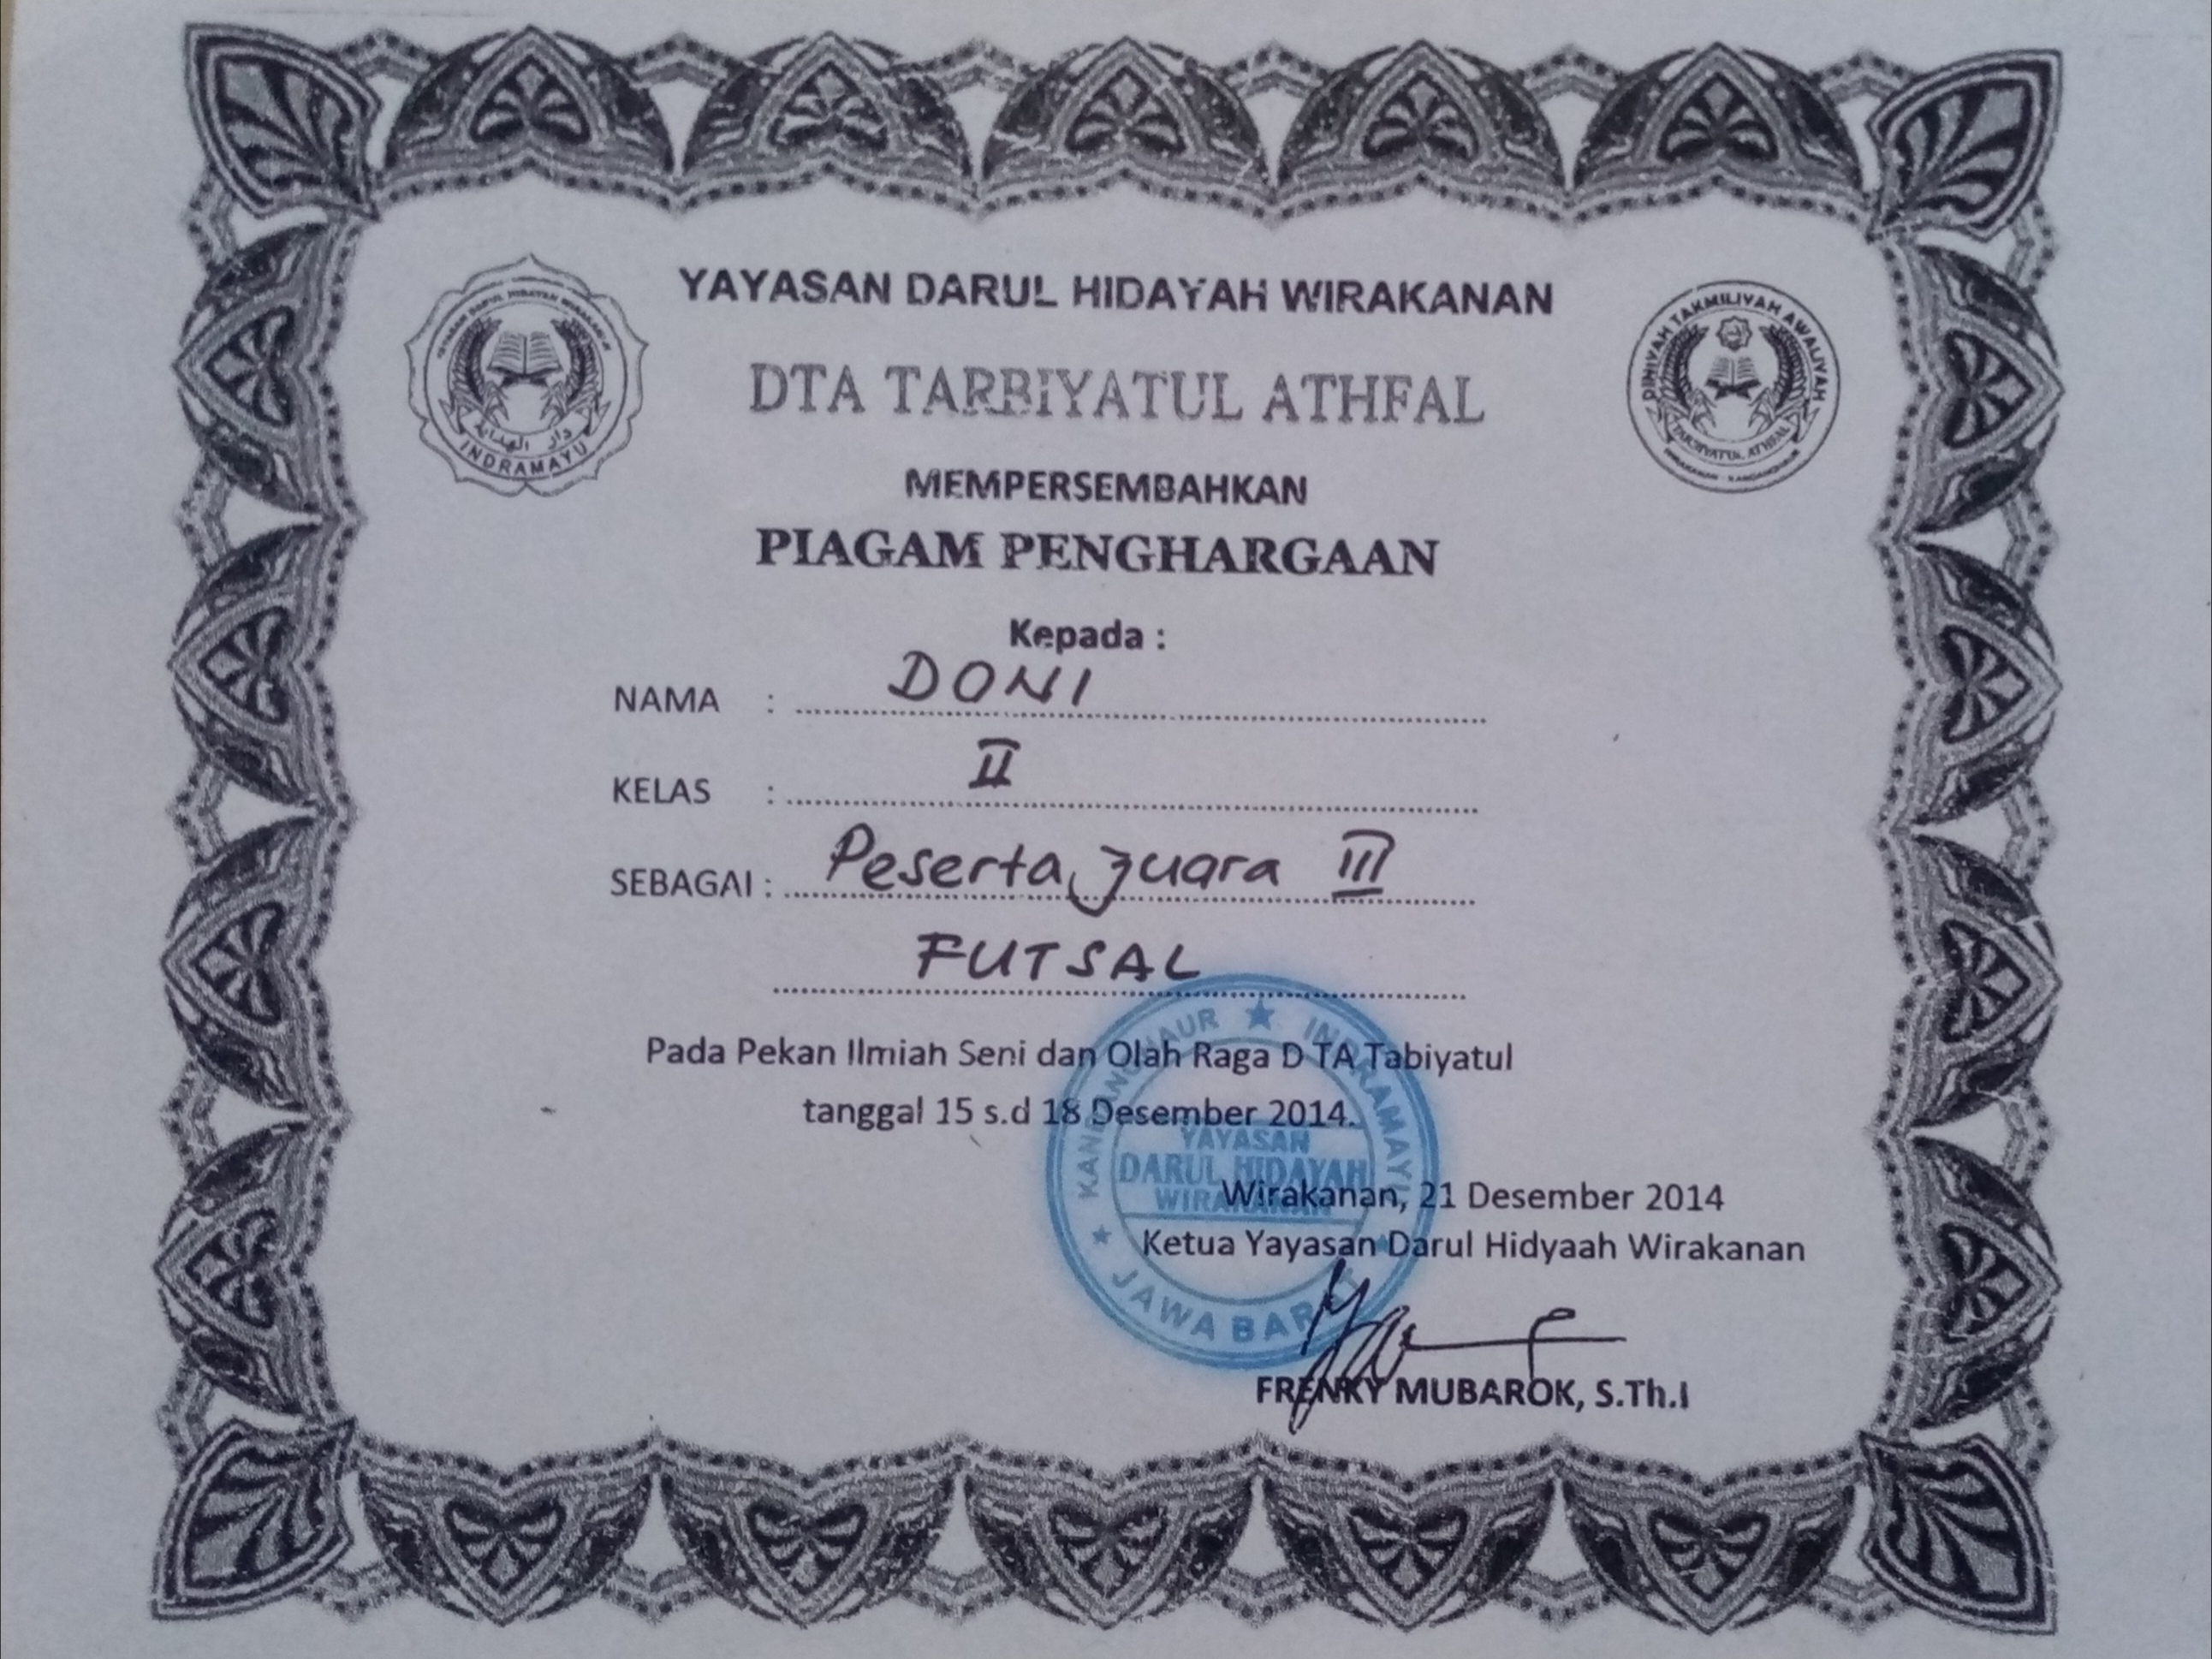 YAYASAN DARUL HIDAYAH WIRAKANAN
DTA TARBIYATUL ATHFAL
MEMPERSEMBAHKAN
PIAGAM PENGHARGAAN
Kepada :
NAMA : DONI
KELAS : II
SEBAGAI : Peserta, Juara III
FUTSAL
Pada Pekan Ilmiah Seni dan Olah Raga D TA Tabiyatul
tanggal 15 s.d 18 Desember 2014.
Wirakanan, 21 Desember 2014
Ketua Yayasan Darul Hidyaah Wirakanan
FRENKY MUBAROK, S.Th.I
دار الهداية
INDRAMAYU
DINIYAH TAKMILIYAH AWALIYAH
TARBIYATUL ATHFAL
KANDANGHAUR ★ INDRAMAYU
YAYASAN
DARUL HIDAYAH
WIRAKANAN
★ JAWA BARAT